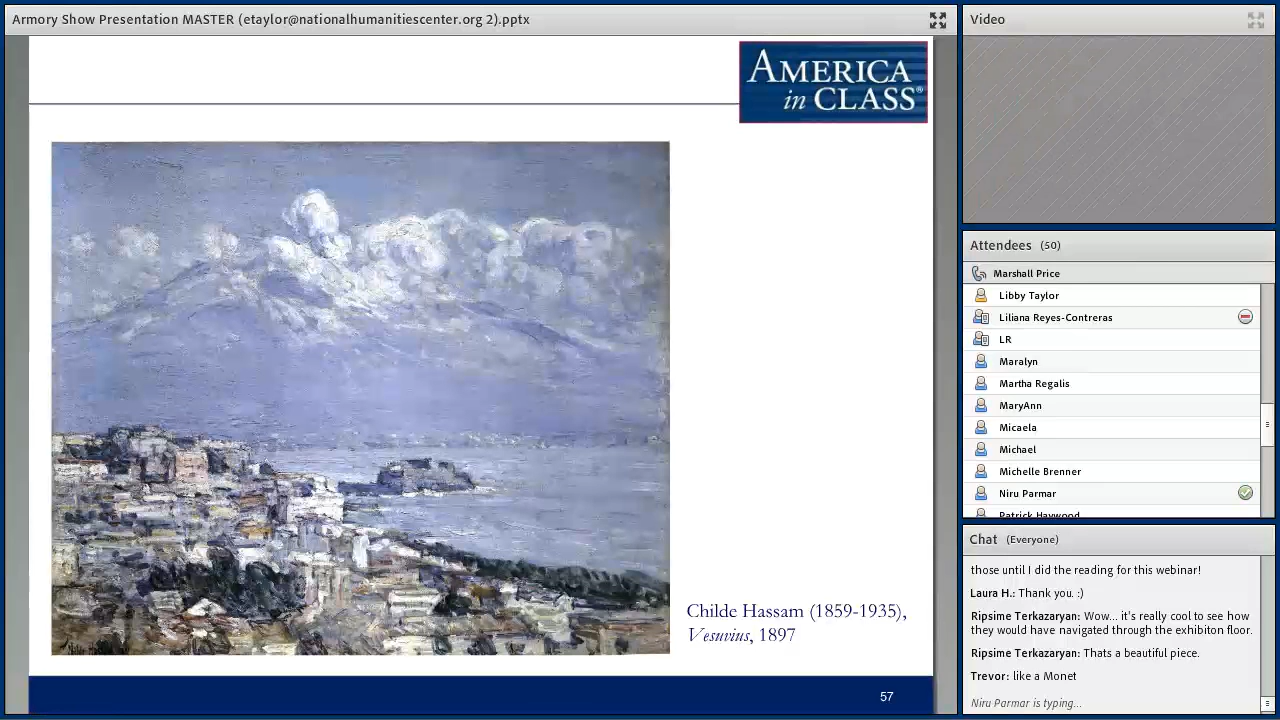 Armory Show Presentation MASTER (etaylor@nationalhumanitiescenter.org 2).pptx
AMERICA
in CLASS®
Childe Hassam (1859-1935),
Vesuvius, 1897
57
Video
Attendees (50)
Marshall Price
Libby Taylor
Liliana Reyes-Contreras
LR
Maralyn
Martha Regalis
MaryAnn
Micaela
Michael
Michelle Brenner
Niru Parmar
Patrick Haywood
Chat (Everyone)
those until I did the reading for this webinar!
Laura H.: Thank you. :)
Ripsime Terkazaryan: Wow... it's really cool to see how
they would have navigated through the exhibiton floor.
Ripsime Terkazaryan: Thats a beautiful piece.
Trevor: like a Monet
Niru Parmar is typing...